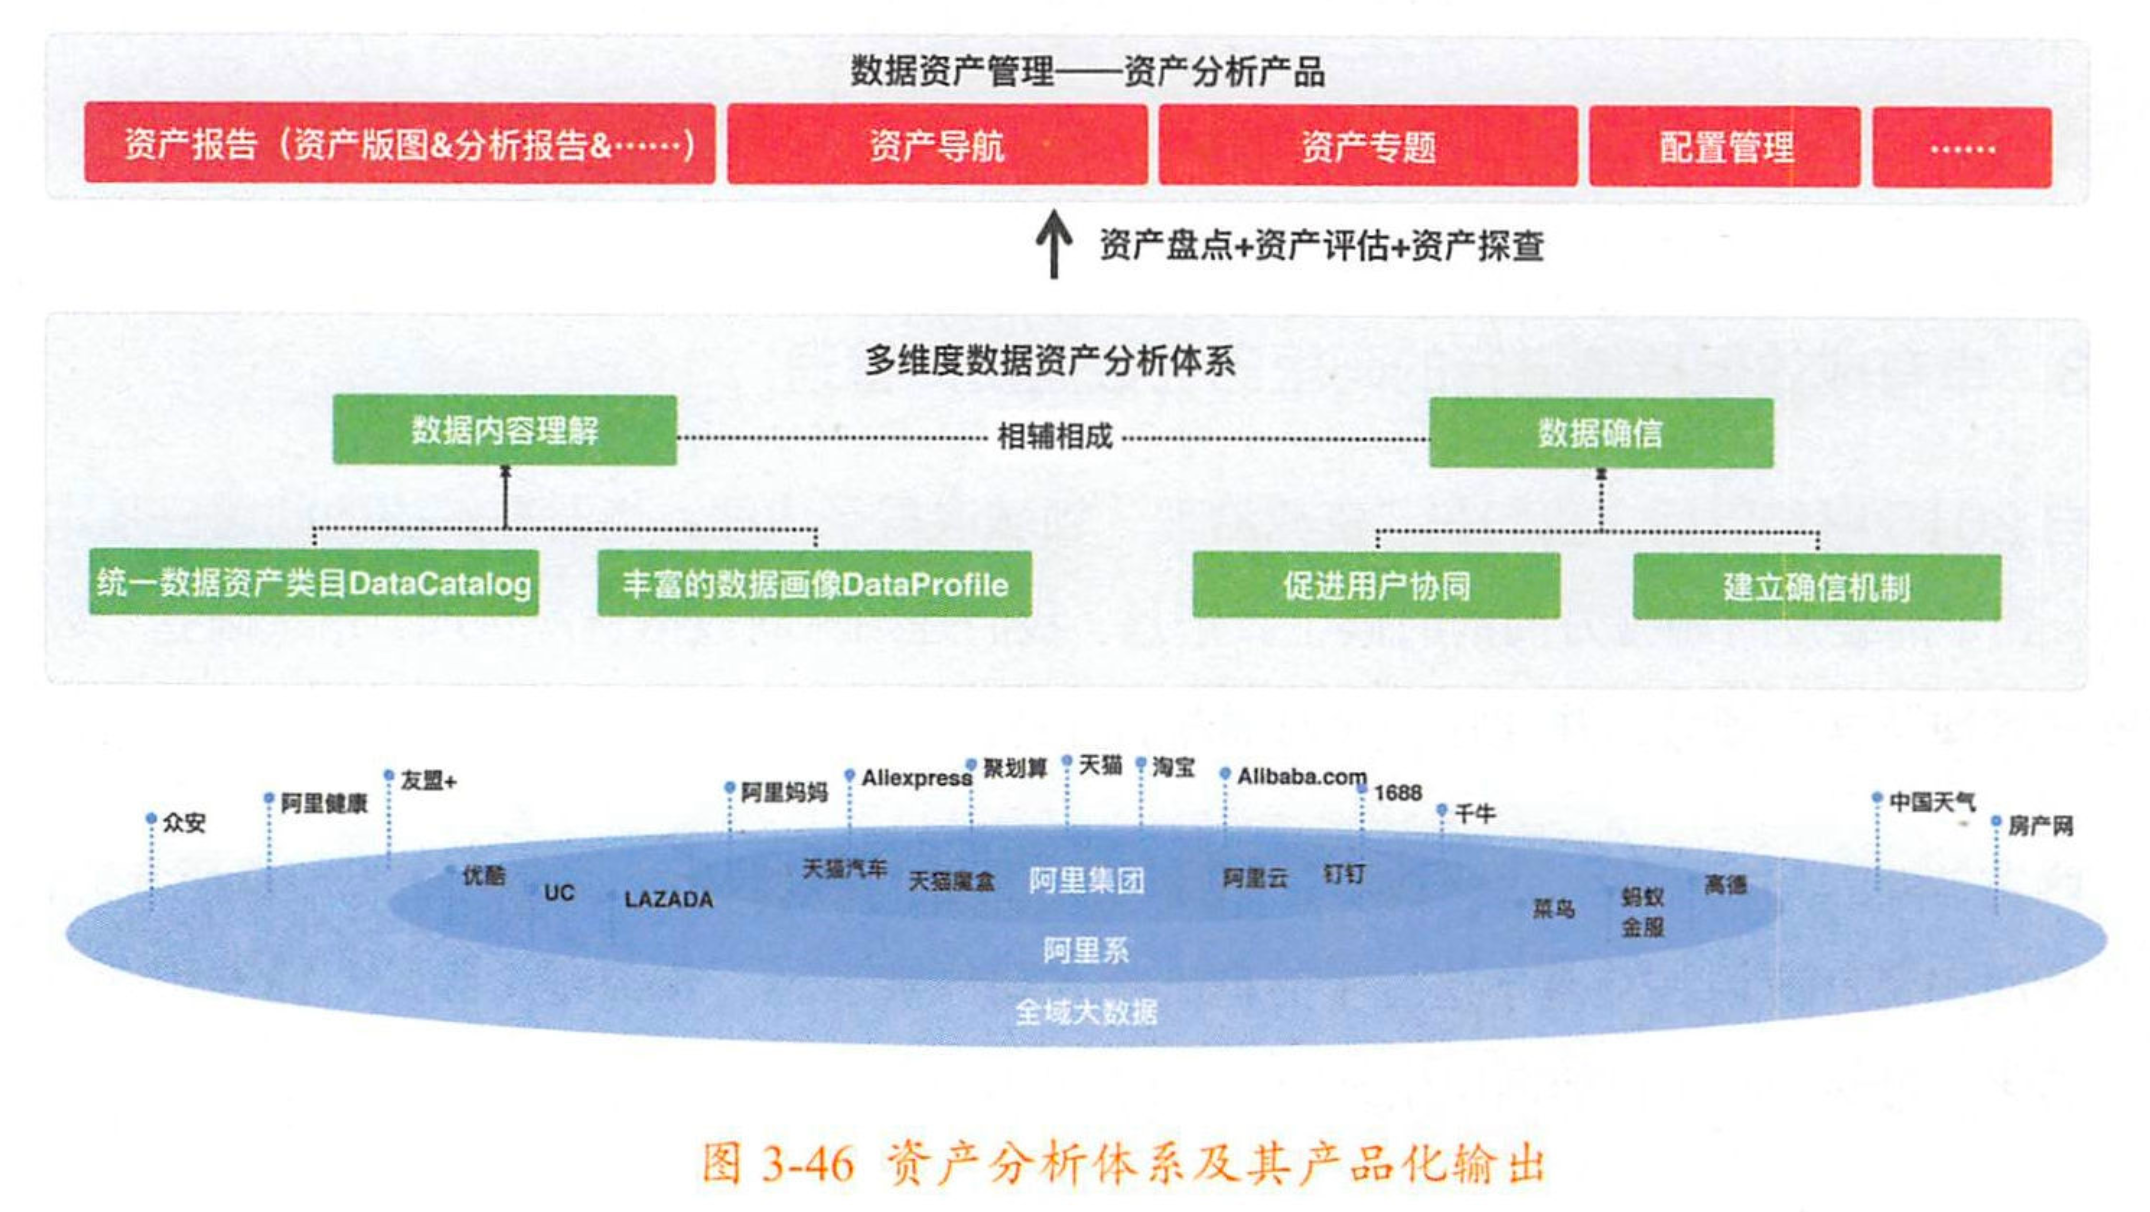 数据资产管理——资产分析产品
资产报告（资产版图&分析报告&……）
资产导航
资产专题
配置管理
……
资产盘点+资产评估+资产探查
多维度数据资产分析体系
数据内容理解
相辅相成
数据确信
统一数据资产类目DataCatalog
丰富的数据画像DataProfile
促进用户协同
建立确信机制
众安
阿里健康
友盟+
阿里妈妈
Aliexpress
聚划算
天猫
淘宝
Alibaba.com
1688
千牛
中国天气
房产网
优酷
UC
LAZADA
天猫汽车
天猫魔盒
阿里集团
阿里云
钉钉
菜鸟
蚂蚁
金服
高德
阿里系
全域大数据
图 3-46 资产分析体系及其产品化输出